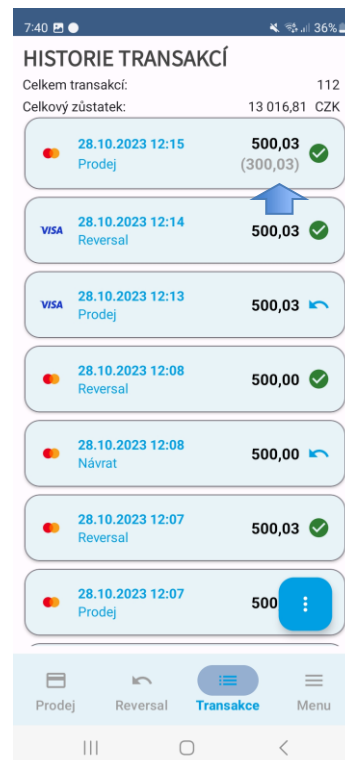 7:40 36%
HISTORIE TRANSAKCÍ
Celkem transakcí: 112
Celkový zůstatek: 13 016,81 CZK
28.10.2023 12:15 500,03
Prodej (300,03)
VISA 28.10.2023 12:14 500,03
Reversal
VISA 28.10.2023 12:13 500,03
Prodej
28.10.2023 12:08 500,00
Reversal
28.10.2023 12:08 500,00
Návrat
28.10.2023 12:07 500,03
Reversal
28.10.2023 12:07 500
Prodej
Prodej Reversal Transakce Menu